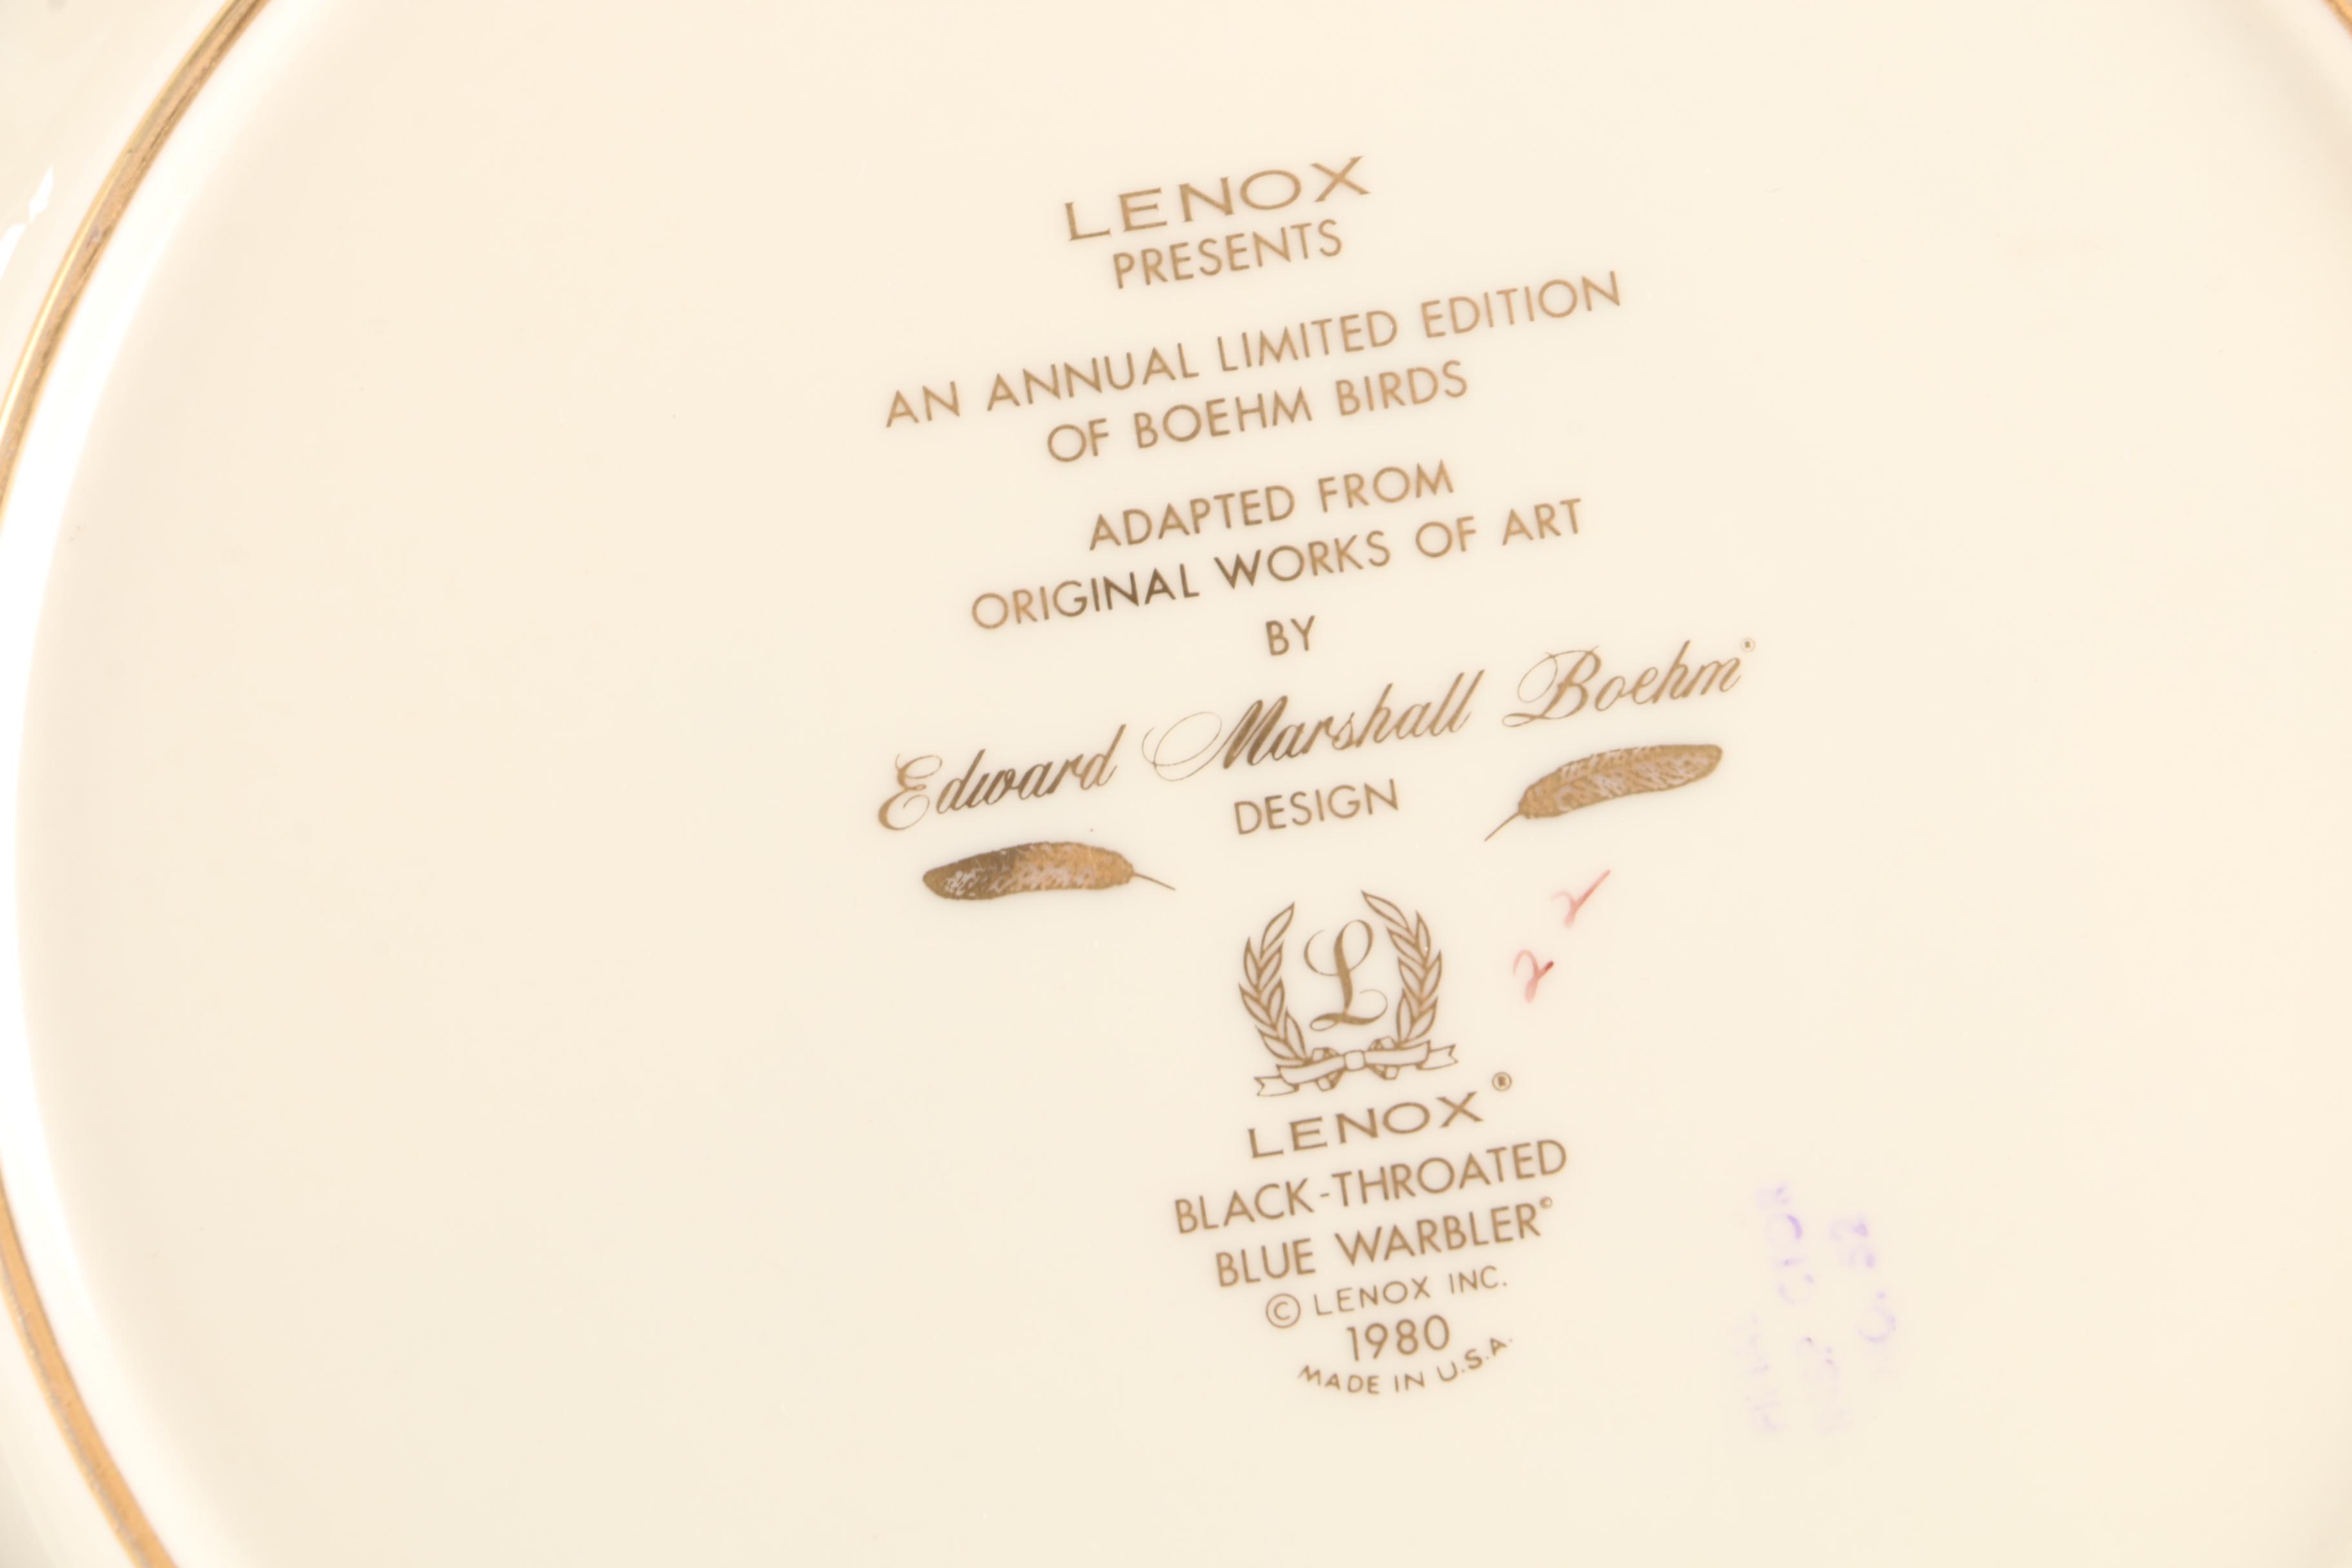 LENOX
PRESENTS
AN ANNUAL LIMITED EDITION
OF BOEHM BIRDS
ADAPTED FROM
ORIGINAL WORKS OF ART
BY
Edward Marshall Boehm®
DESIGN
L
LENOX®
BLACK-THROATED
BLUE WARBLER©
© LENOX INC.
1980
MADE IN U.S.A.